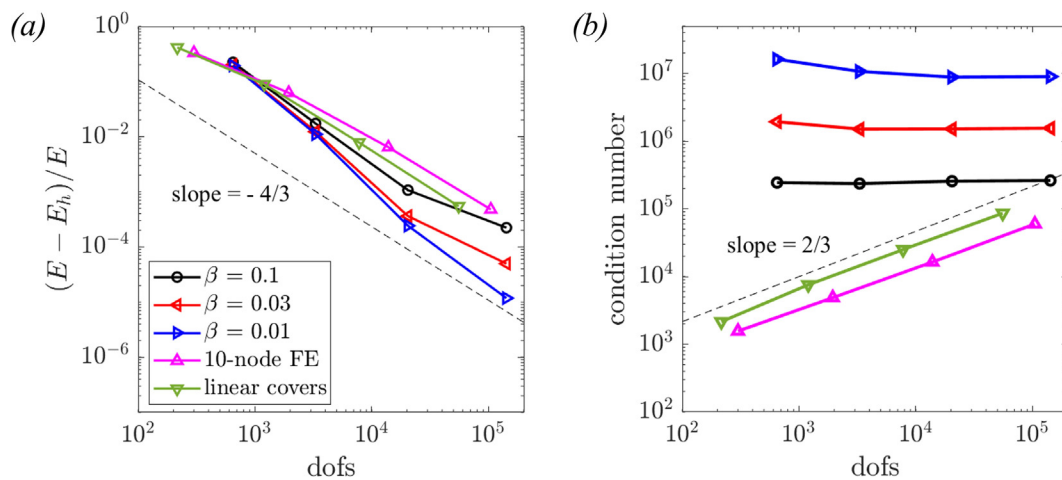 (a)
(E − E_h)/E
10^0
10^-2
10^-4
10^-6
slope = - 4/3
β = 0.1
β = 0.03
β = 0.01
10-node FE
linear covers
10^2 10^3 10^4 10^5
dofs
(b)
condition number
10^7
10^6
10^5
10^4
10^3
10^2
slope = 2/3
10^2 10^3 10^4 10^5
dofs